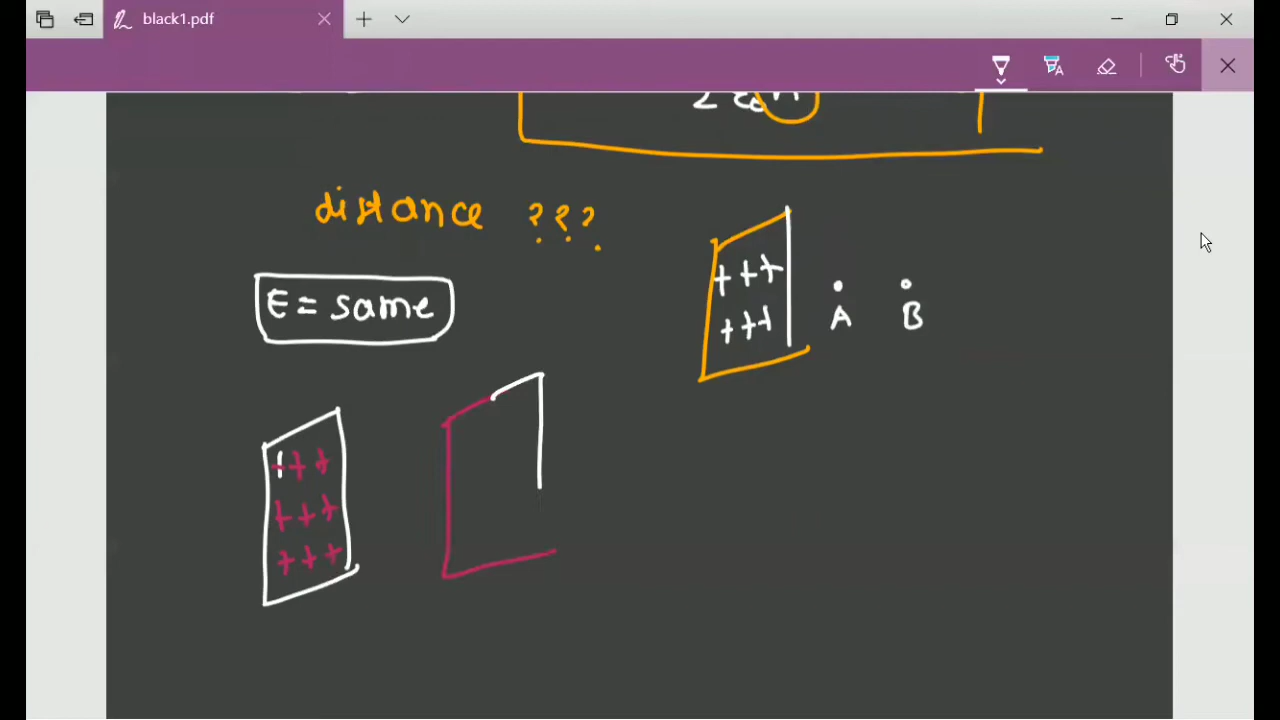 black1.pdf
distance ???
E = same
+++
+++
A B
+++
+++
+++